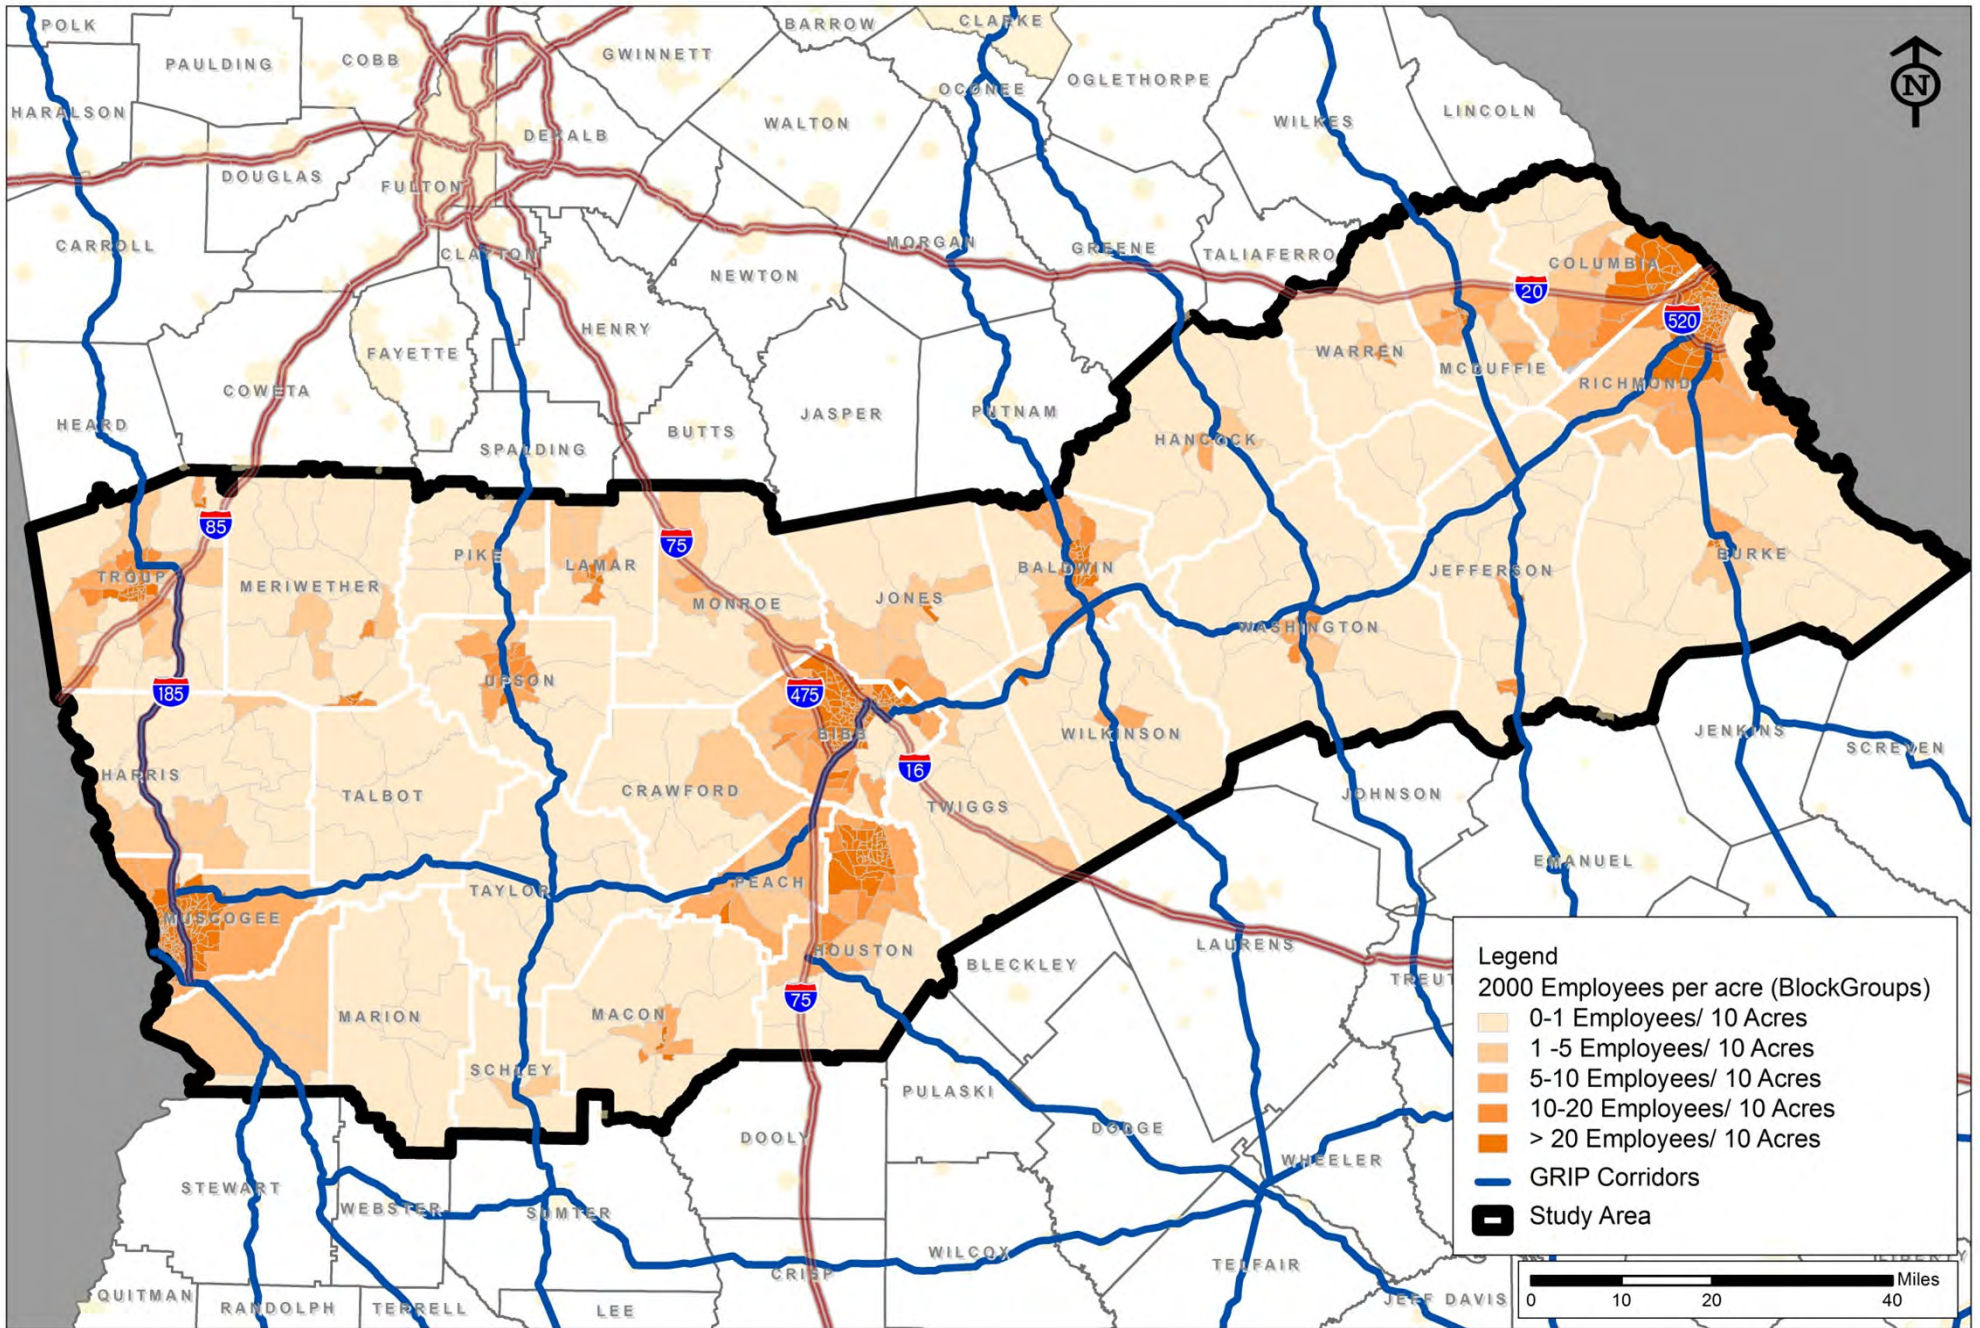 POLK
BARROW
CLARKE
PAULDING
COBB
GWINNETT
OGLETHORPE
OCONEE
HARALSON
WALTON
WILKES
LINCOLN
DEKALB
DOUGLAS
FULTON
CARROLL
CLAYTON
MORGAN
GREENE
TALIAFERRO
NEWTON
COLUMBIA
20
520
HENRY
FAYETTE
WARREN
MCDUFFIE
RICHMOND
COWETA
HEARD
JASPER
PUTNAM
BUTTS
SPALDING
HANCOCK
85
75
TROUP
MERIWETHER
PIKE
LAMAR
MONROE
JONES
BALDWIN
JEFFERSON
BURKE
WASHINGTON
UPSON
185
475
BIBB
WILKINSON
JENKINS
SCREVEN
16
HARRIS
TALBOT
CRAWFORD
TWIGGS
JOHNSON
EMANUEL
TAYLOR
PEACH
MUSCOGEE
HOUSTON
BLECKLEY
LAURENS
TREUT
75
MARION
MACON
SCHLEY
PULASKI
DODGE
DOOLY
WHEELER
STEWART
WEBSTER
SUMTER
WILCOX
CRISP
TELFAIR
QUITMAN
RANDOLPH
TERRELL
LEE
JEFF DAVIS
LIBERTY
N
Legend
2000 Employees per acre (BlockGroups)
0-1 Employees/ 10 Acres
1 -5 Employees/ 10 Acres
5-10 Employees/ 10 Acres
10-20 Employees/ 10 Acres
> 20 Employees/ 10 Acres
GRIP Corridors
Study Area
Miles
0 10 20 40